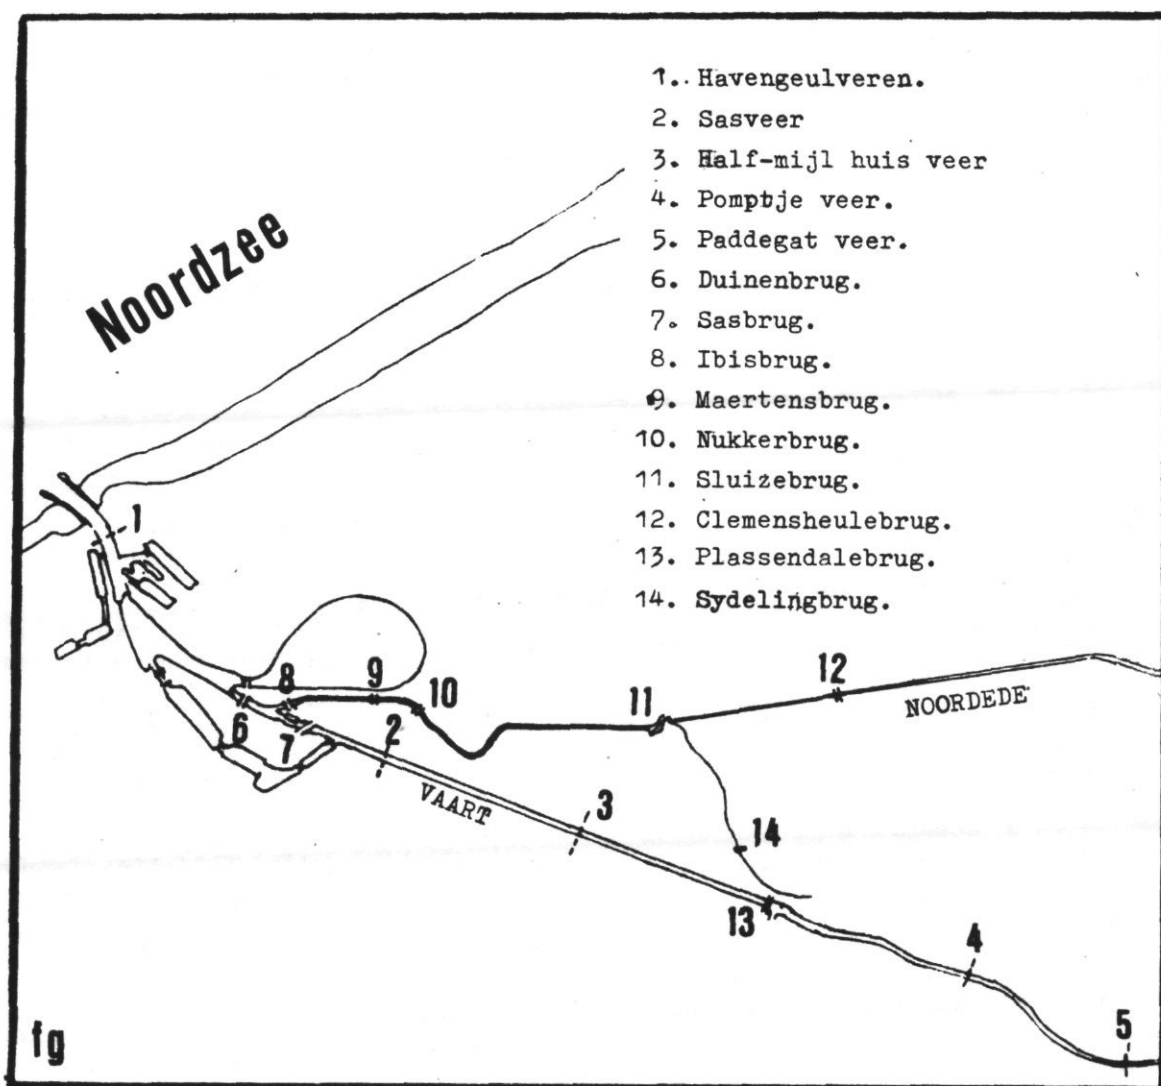 1. Havengeulveren.
2. Sasveer
3. Half-mijl huis veer
4. Pomptje veer.
5. Paddegat veer.
6. Duinenbrug.
7. Sasbrug.
8. Ibisbrug.
9. Maertensbrug.
10. Nukkerbrug.
11. Sluizebrug.
12. Clemensheulebrug.
13. Plassendalebrug.
14. Sydelingbrug.
Noordzee
1
12
9
8
10
11
NOORDEDE
6
7
2
VAART
3
14
13
4
5
fg